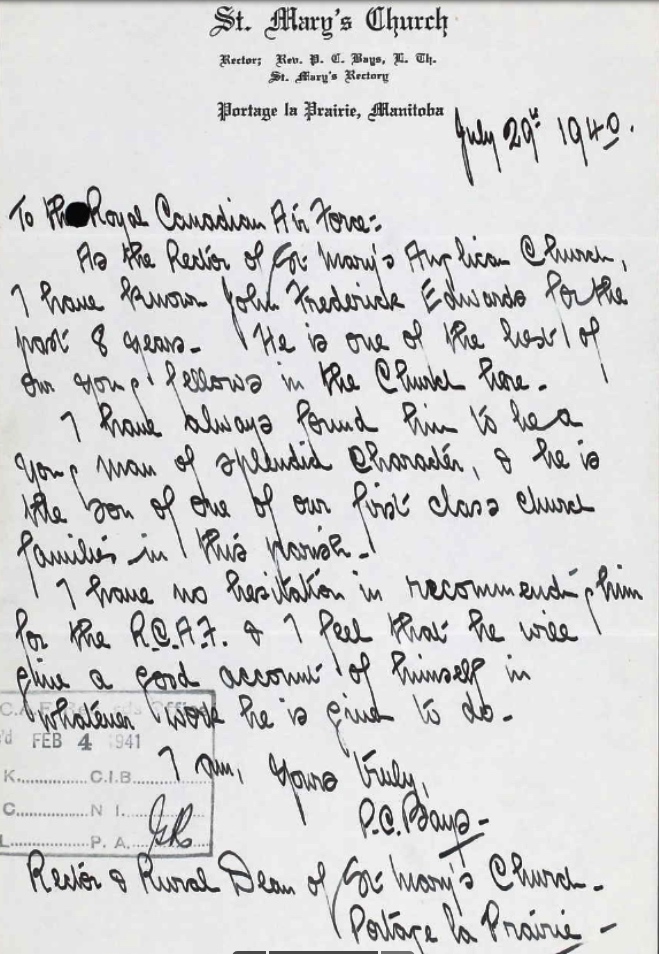 St. Mary's Church
Rector; Rev. P. C. Bays, L. Th.
St. Mary's Rectory
Portage la Prairie, Manitoba
July 29th 1940.
To the Royal Canadian Air Force:-
As the Rector of St Mary's Anglican Church,
I have known John Frederick Edwards for the
past 8 years. He is one of the best of
our young fellows in the Church here.
I have always found him to be a
young man of splendid Character, & he is
the son of one of our first class church
families in this parish.
I have no hesitation in recommending him
for the R.C.A.F. & I feel that he will
give a good account of himself in
whatever work he is given to do.
I am, Yours truly,
P.C. Bays
Rector & Rural Dean of St Mary's Church
Portage la Prairie
C.A.F. Records Office
'd FEB 4 1941
K..............C.I.B.............
C..............N I.
L..............P. A.